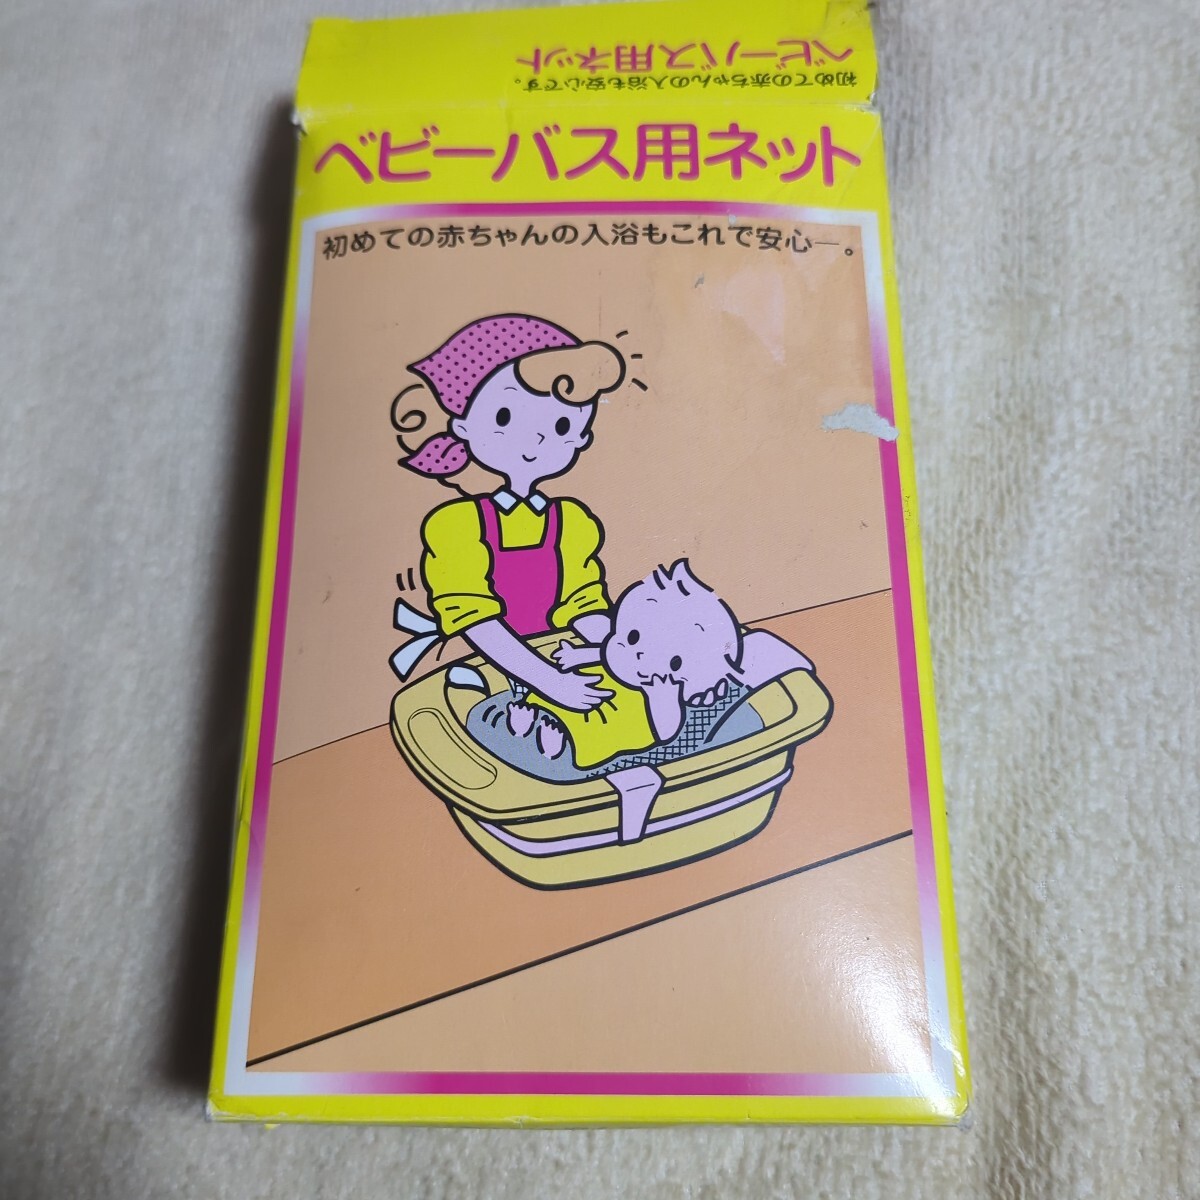 初めての赤ちゃんの入浴も安心です。
ベビーバス用ネット
ベビーバス用ネット
初めての赤ちゃんの入浴もこれで安心―。